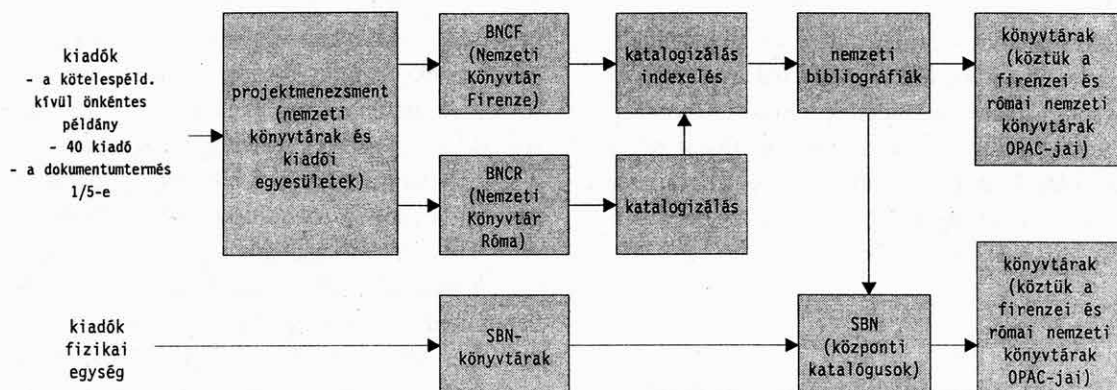 kiadók
- a kötelespéld.
kívül önkéntes
példány
- 40 kiadó
- a dokumentumtermés
1/5-e
projektmenezsment
(nemzeti
könyvtárak és
kiadói
egyesületek)
BNCF
(Nemzeti
Könyvtár
Firenze)
katalogizálás
indexelés
nemzeti
bibliográfiák
könyvtárak
(köztük a
firenzei és
római nemzeti
könyvtárak
OPAC-jai)
BNCR
(Nemzeti
Könyvtár
Róma)
katalogizálás
kiadók
fizikai
egység
SBN-
könyvtárak
SBN
(központi
katalógusok)
könyvtárak
(köztük a
firenzei és
római nemzeti
könyvtárak
OPAC-jai)